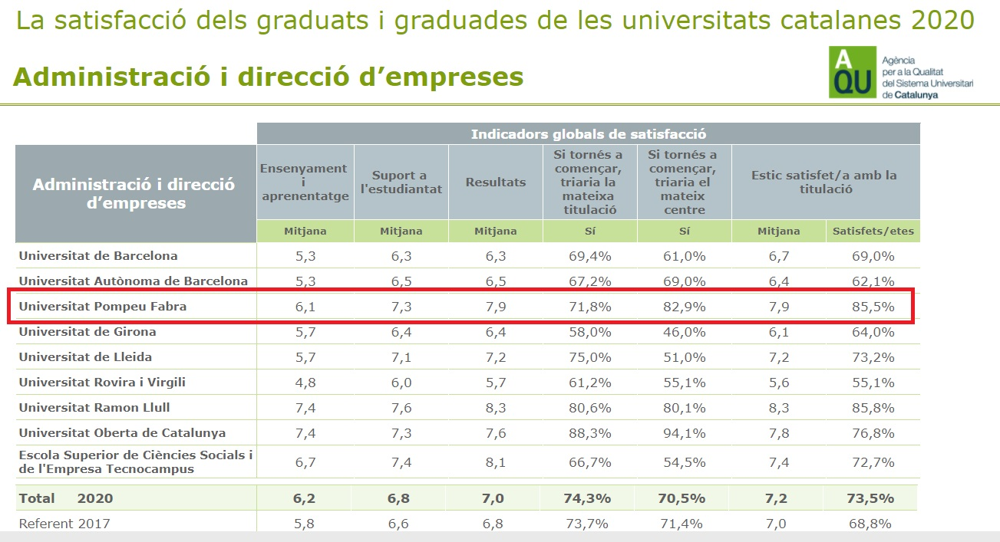 La satisfacció dels graduats i graduades de les universitats catalanes 2020
Administració i direcció d’empreses
AQU
Agència
per a la Qualitat
del Sistema Universitari
de Catalunya
Indicadors globals de satisfacció
Administració i direcció
d’empreses
Ensenyament
i
aprenentatge
Suport a
l'estudiantat
Resultats
Si tornés a
començar,
triaria la
mateixa
titulació
Si tornés a
començar,
triaria el
mateix
centre
Estic satisfet/a amb la
titulació
Mitjana Mitjana Mitjana Sí Sí Mitjana Satisfets/etes
Universitat de Barcelona 5,3 6,3 6,3 69,4% 61,0% 6,7 69,0%
Universitat Autònoma de Barcelona 5,3 6,5 6,5 67,2% 69,0% 6,4 62,1%
Universitat Pompeu Fabra 6,1 7,3 7,9 71,8% 82,9% 7,9 85,5%
Universitat de Girona 5,7 6,4 6,4 58,0% 46,0% 6,1 64,0%
Universitat de Lleida 5,7 7,1 7,2 75,0% 51,0% 7,2 73,2%
Universitat Rovira i Virgili 4,8 6,0 5,7 61,2% 55,1% 5,6 55,1%
Universitat Ramon Llull 7,4 7,6 8,3 80,6% 80,1% 8,3 85,8%
Universitat Oberta de Catalunya 7,4 7,3 7,6 88,3% 94,1% 7,8 76,8%
Escola Superior de Ciències Socials i
de l'Empresa Tecnocampus 6,7 7,4 8,1 66,7% 54,5% 7,4 72,7%
Total 2020 6,2 6,8 7,0 74,3% 70,5% 7,2 73,5%
Referent 2017 5,8 6,6 6,8 73,7% 71,4% 7,0 68,8%